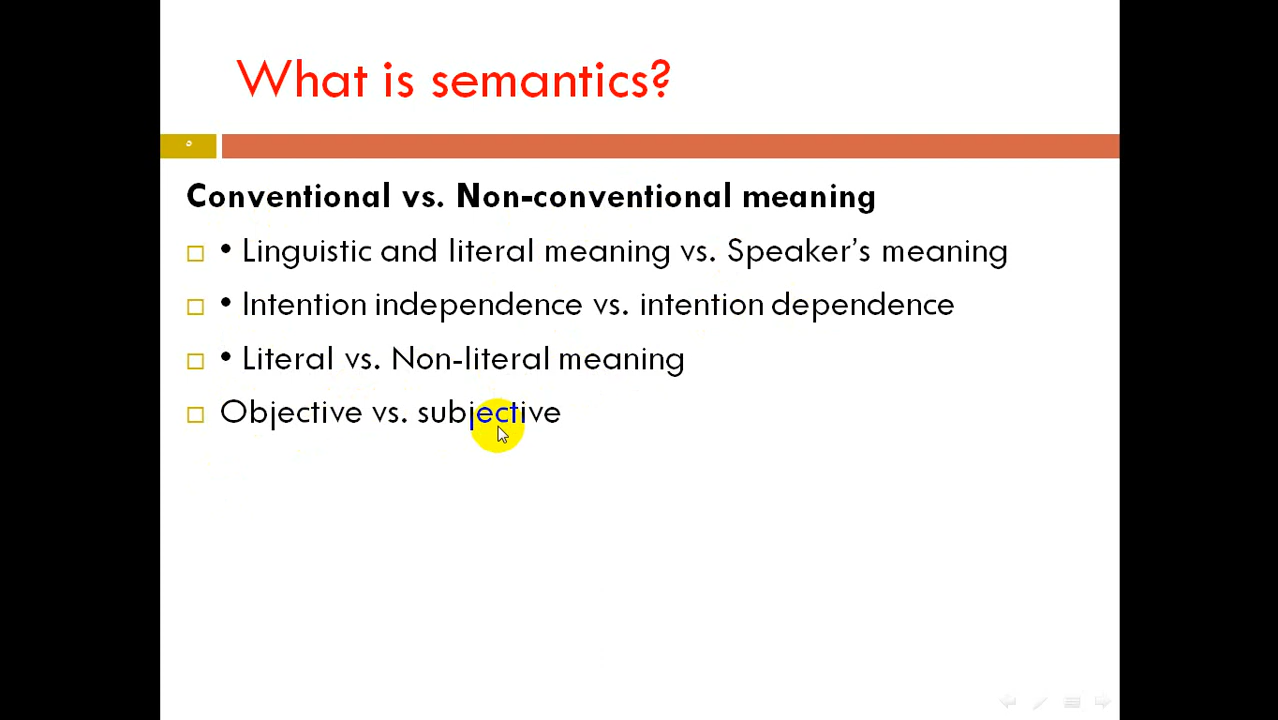 What is semantics?
Conventional vs. Non-conventional meaning
• Linguistic and literal meaning vs. Speaker's meaning
• Intention independence vs. intention dependence
• Literal vs. Non-literal meaning
Objective vs. subjective